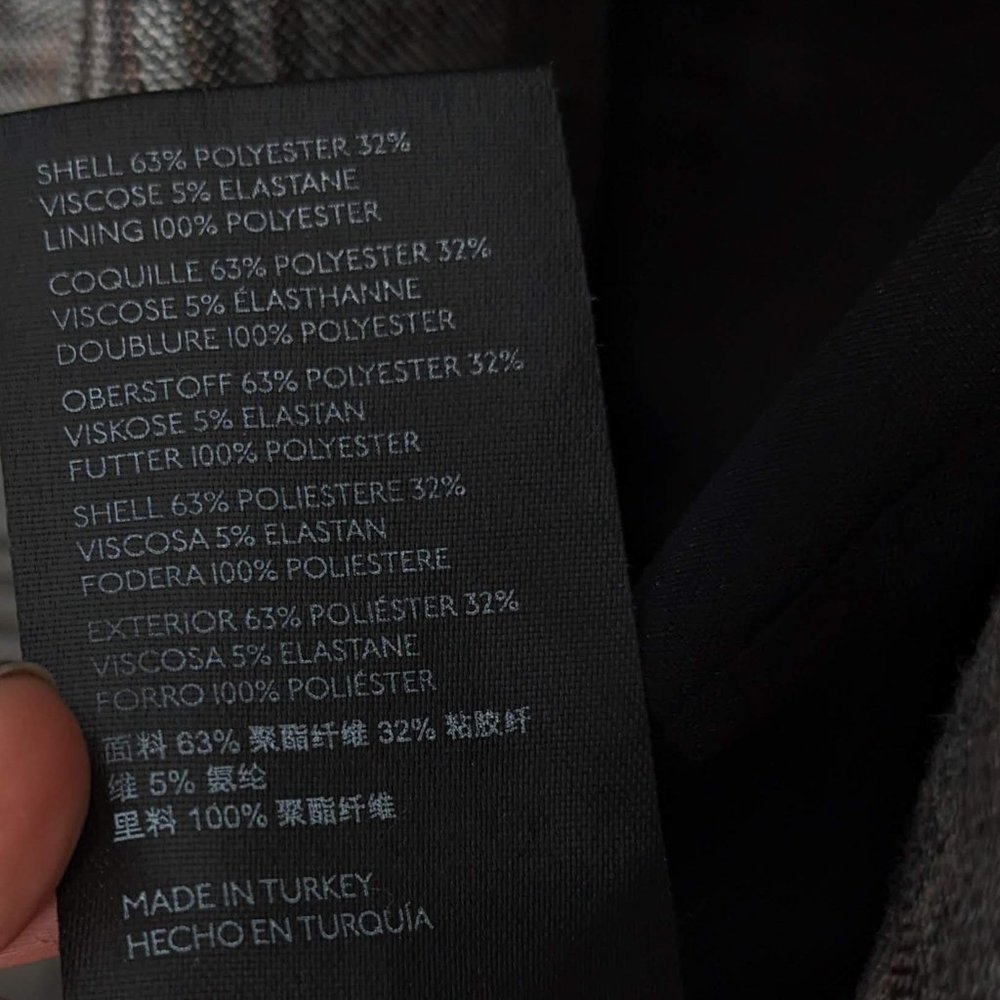 SHELL 63% POLYESTER 32%
VISCOSE 5% ELASTANE
LINING 100% POLYESTER
COQUILLE 63% POLYESTER 32%
VISCOSE 5% ÉLASTHANNE
DOUBLURE 100% POLYESTER
OBERSTOFF 63% POLYESTER 32%
VISKOSE 5% ELASTAN
FUTTER 100% POLYESTER
SHELL 63% POLIESTERE 32%
VISCOSA 5% ELASTAN
FODERA 100% POLIESTERE
EXTERIOR 63% POLIÉSTER 32%
VISCOSA 5% ELASTANE
FORRO 100% POLIÉSTER
面料 63% 聚酯纤维 32% 粘胶纤
维 5% 氨纶
里料 100% 聚酯纤维
MADE IN TURKEY
HECHO EN TURQUÍA